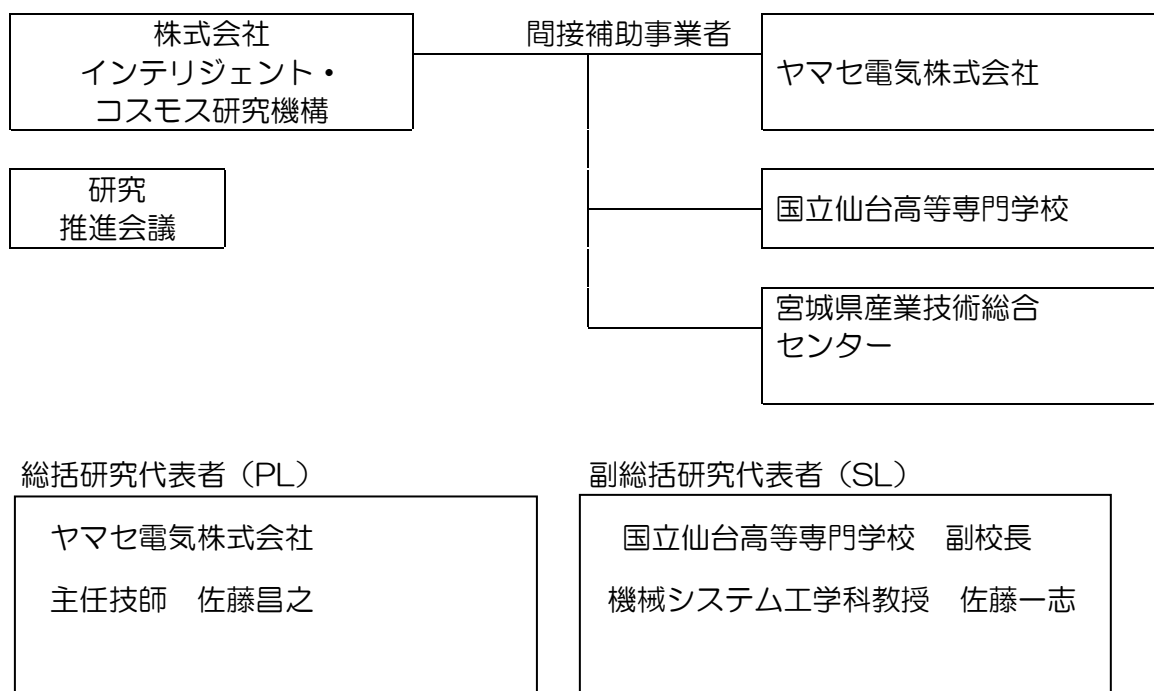 株式会社
インテリジェント・
コスモス研究機構
間接補助事業者
ヤマセ電気株式会社
研究
推進会議
国立仙台高等専門学校
宮城県産業技術総合
センター
総括研究代表者（PL）
ヤマセ電気株式会社
主任技師　佐藤昌之
副総括研究代表者（SL）
国立仙台高等専門学校　副校長
機械システム工学科教授　佐藤一志